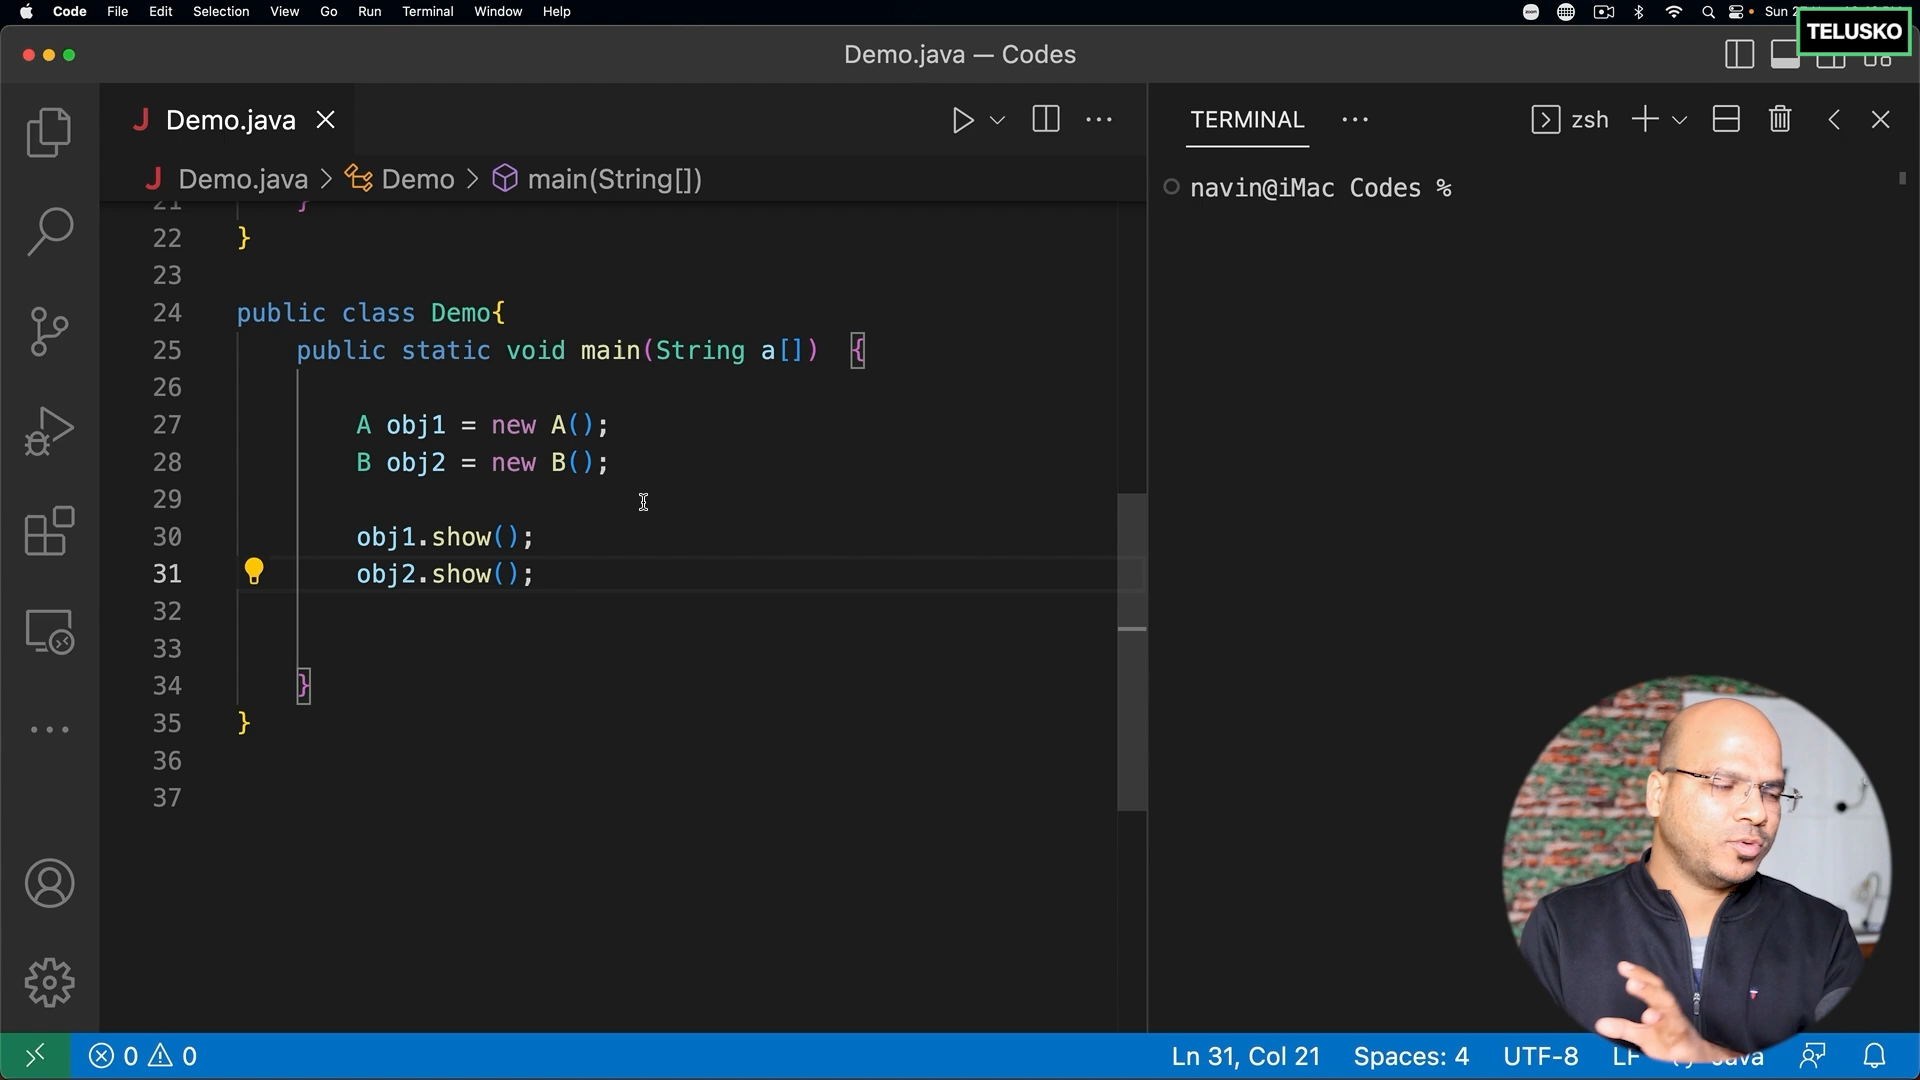 Code File Edit Selection View Go Run Terminal Window Help
zoom
Sun
TELUSKO
Demo.java — Codes
J Demo.java
TERMINAL
zsh
J Demo.java > Demo > main(String[])
navin@iMac Codes %
21 }
22 }
23
24 public class Demo{
25 public static void main(String a[]) {
26
27 A obj1 = new A();
28 B obj2 = new B();
29
30 obj1.show();
31 obj2.show();
32
33
34 }
35 }
36
37
0 0
Ln 31, Col 21 Spaces: 4 UTF-8 LF Java